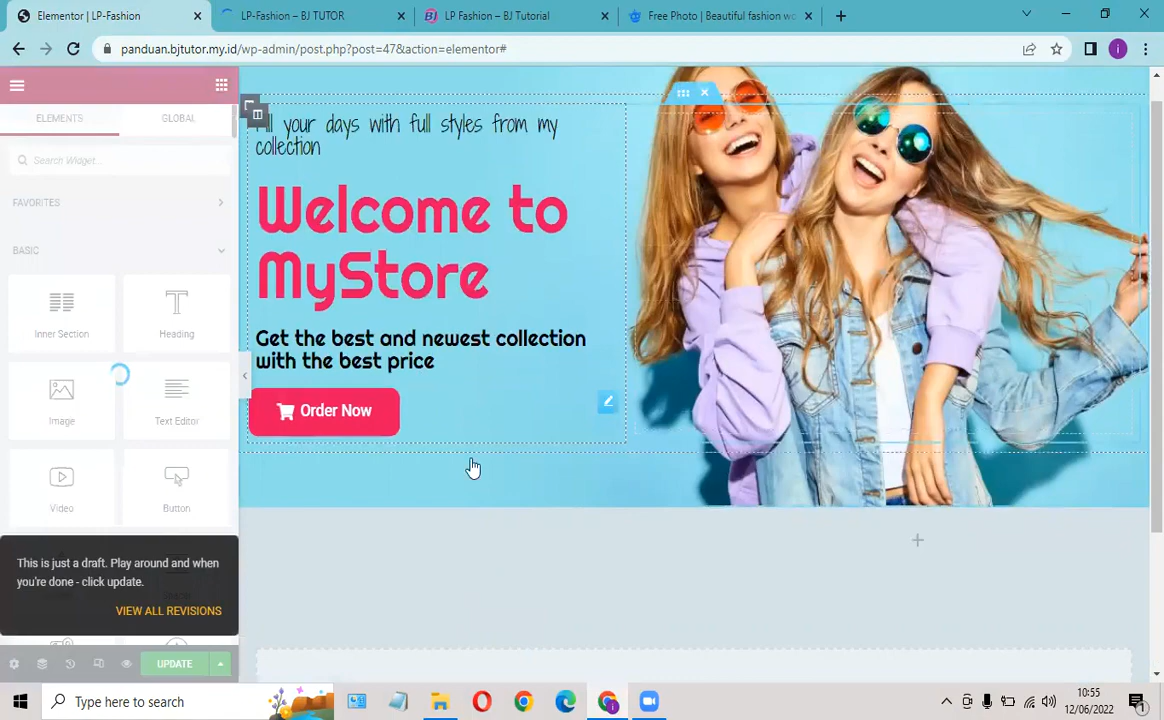 Elementor | LP-Fashion
LP-Fashion – BJ TUTOR
LP Fashion – BJ Tutorial
Free Photo | Beautiful fashion wo
panduan.bjtutor.my.id/wp-admin/post.php?post=47&action=elementor#
ELEMENTS
GLOBAL
Search Widget...
FAVORITES
BASIC
Inner Section
Heading
Image
Text Editor
Video
Button
This is just a draft. Play around and when
you're done - click update.
VIEW ALL REVISIONS
UPDATE
your days with full styles from my
collection
Welcome to
MyStore
Get the best and newest collection
with the best price
Order Now
Type here to search
10:55
12/06/2022